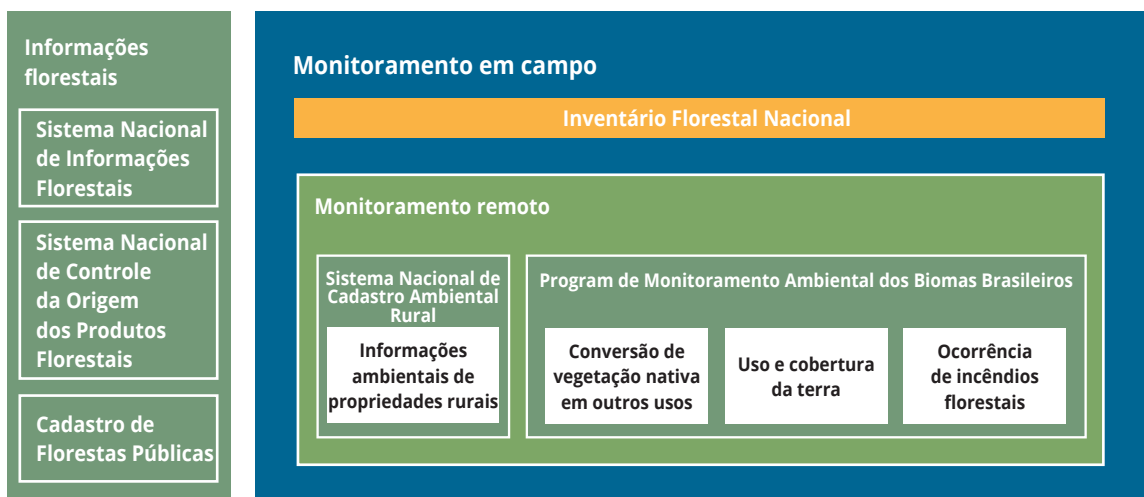 Informações
florestais
Sistema Nacional
de Informações
Florestais
Sistema Nacional
de Controle
da Origem
dos Produtos
Florestais
Cadastro de
Florestas Públicas
Monitoramento em campo
Inventário Florestal Nacional
Monitoramento remoto
Sistema Nacional de
Cadastro Ambiental
Rural
Informações
ambientais de
propriedades rurais
Program de Monitoramento Ambiental dos Biomas Brasileiros
Conversão de
vegetação nativa
em outros usos
Uso e cobertura
da terra
Ocorrência
de incêndios
florestais